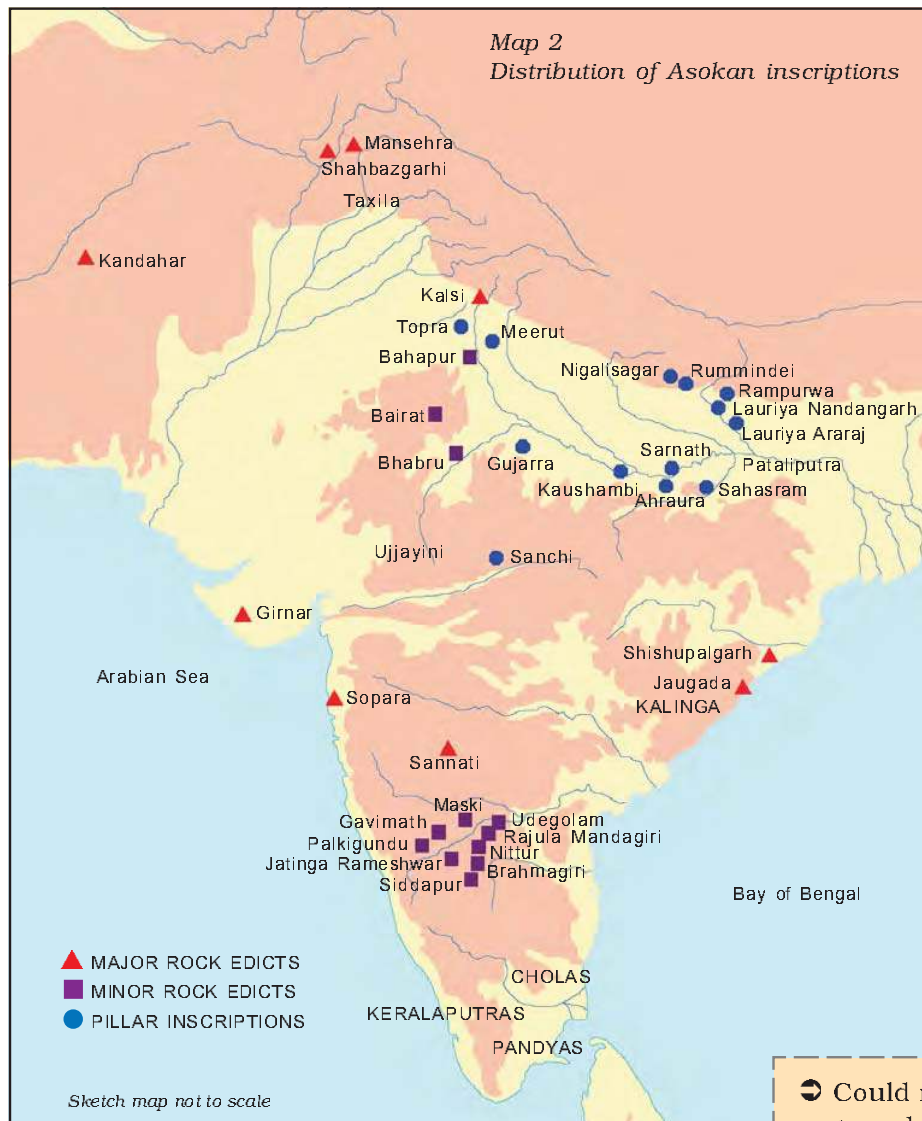 Map 2
Distribution of Asokan inscriptions
Mansehra
Shahbazgarhi
Taxila
Kandahar
Kalsi
Topra
Meerut
Bahapur
Nigalisagar
Rummindei
Rampurwa
Bairat
Lauriya Nandangarh
Lauriya Araraj
Bhabru
Gujarra
Sarnath
Pataliputra
Kaushambi
Sahasram
Ahraura
Ujjayini
Sanchi
Girnar
Shishupalgarh
Arabian Sea
Jaugada
Sopara
KALINGA
Sannati
Maski
Gavimath
Udegolam
Palkigundu
Rajula Mandagiri
Nittur
Jatinga Rameshwar
Brahmagiri
Siddapur
Bay of Bengal
MAJOR ROCK EDICTS
MINOR ROCK EDICTS
PILLAR INSCRIPTIONS
CHOLAS
KERALAPUTRAS
PANDYAS
Sketch map not to scale
➲ Could